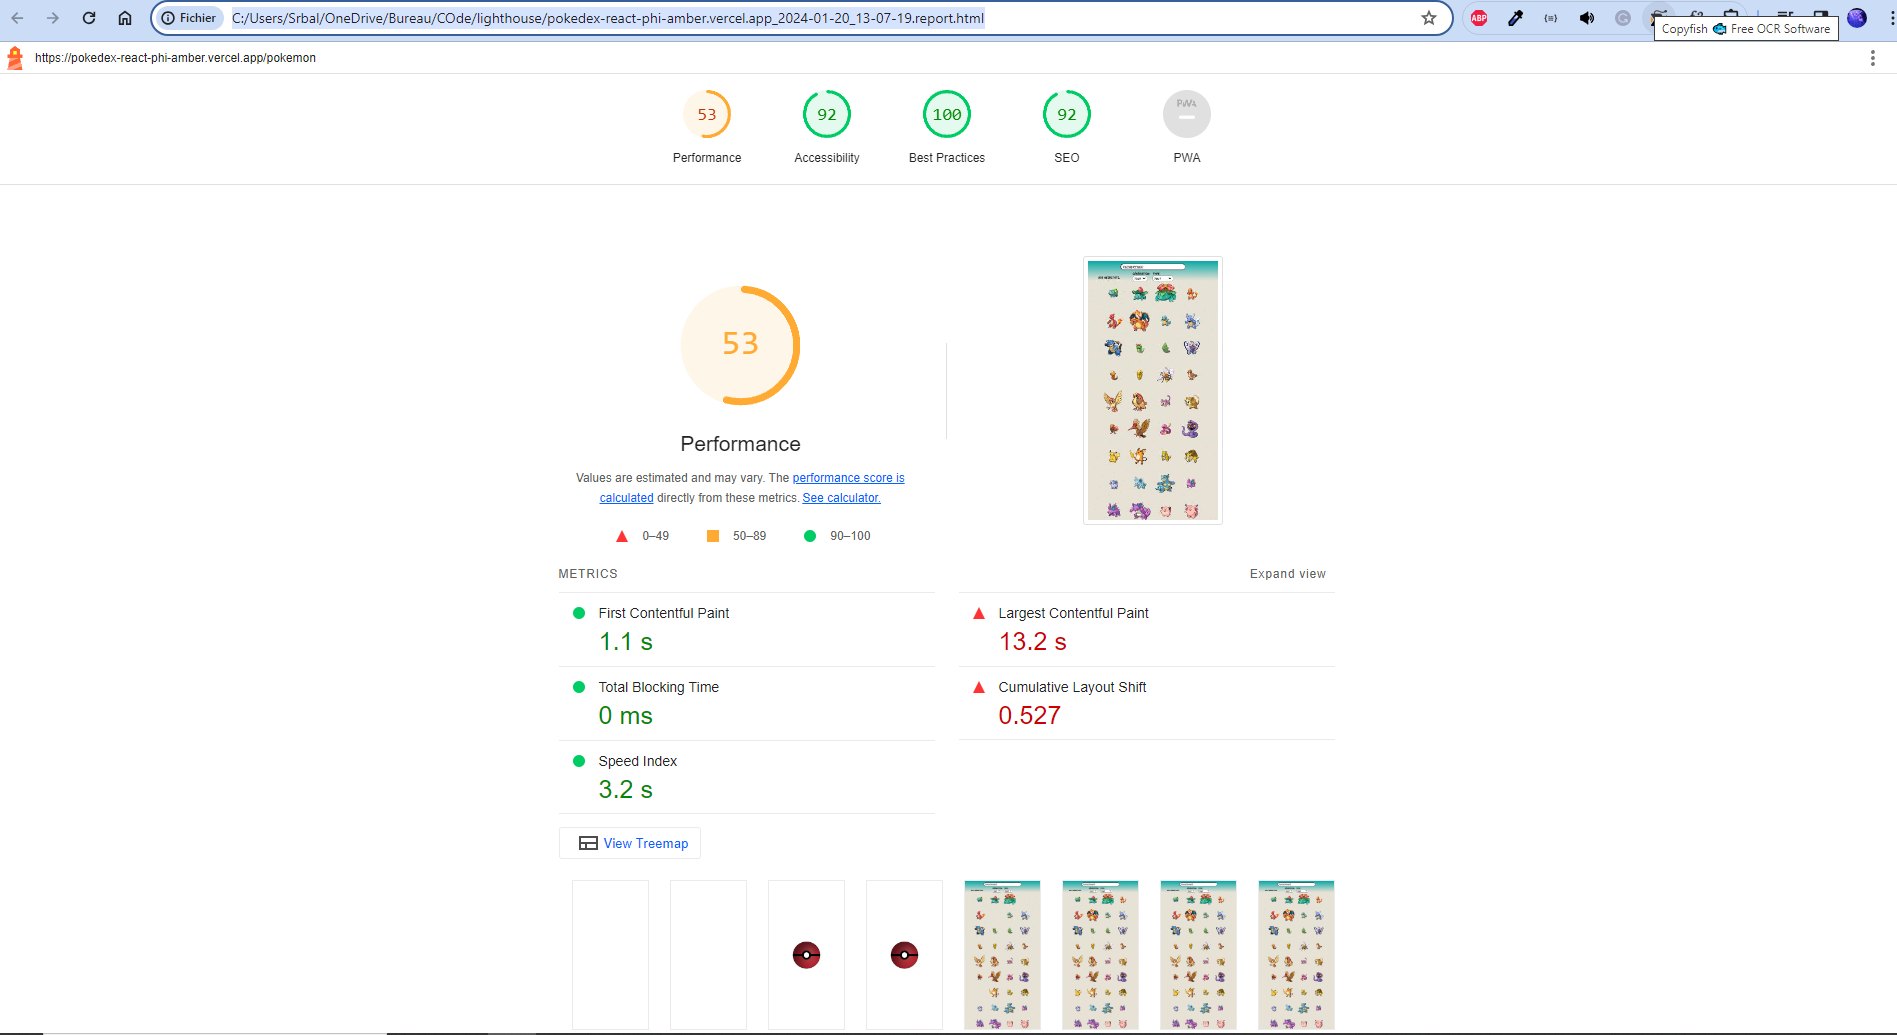 Fichier
C:/Users/Srbal/OneDrive/Bureau/COde/lighthouse/pokedex-react-phi-amber.vercel.app_2024-01-20_13-07-19.report.html
ABP
Copyfish Free OCR Software
https://pokedex-react-phi-amber.vercel.app/pokemon
53
92
100
92
PWA
Performance
Accessibility
Best Practices
SEO
PWA
53
Performance
Values are estimated and may vary. The performance score is
calculated directly from these metrics. See calculator.
0–49
50–89
90–100
METRICS
Expand view
First Contentful Paint
1.1 s
Largest Contentful Paint
13.2 s
Total Blocking Time
0 ms
Cumulative Layout Shift
0.527
Speed Index
3.2 s
View Treemap